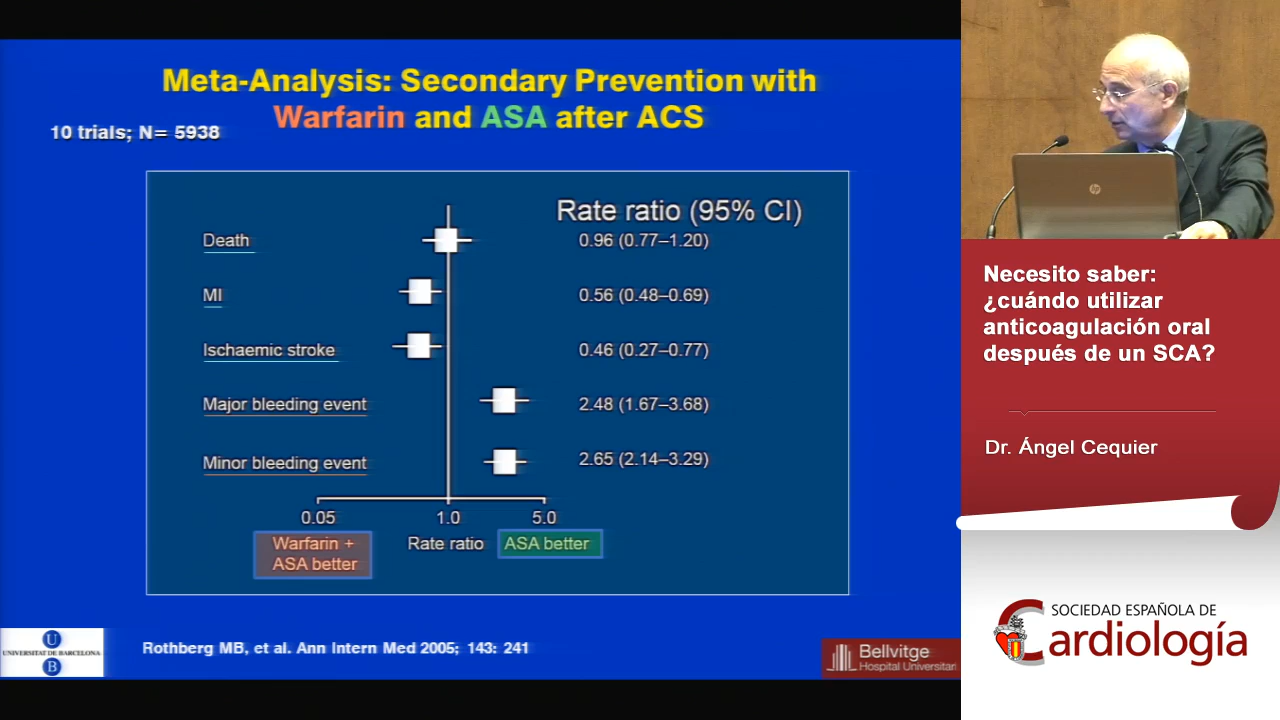 Meta-Analysis: Secondary Prevention with
Warfarin and ASA after ACS
10 trials; N= 5938
Rate ratio (95% CI)
Death 0.96 (0.77–1.20)
MI 0.56 (0.48–0.69)
Ischaemic stroke 0.46 (0.27–0.77)
Major bleeding event 2.48 (1.67–3.68)
Minor bleeding event 2.65 (2.14–3.29)
0.05 1.0 5.0
Warfarin +
ASA better
Rate ratio
ASA better
Rothberg MB, et al. Ann Intern Med 2005; 143: 241
U
UNIVERSITAT DE BARCELONA
B
Bellvitge
Hospital Universitari
hp
Necesito saber:
¿cuándo utilizar
anticoagulación oral
después de un SCA?
Dr. Ángel Cequier
SOCIEDAD ESPAÑOLA DE
Cardiología